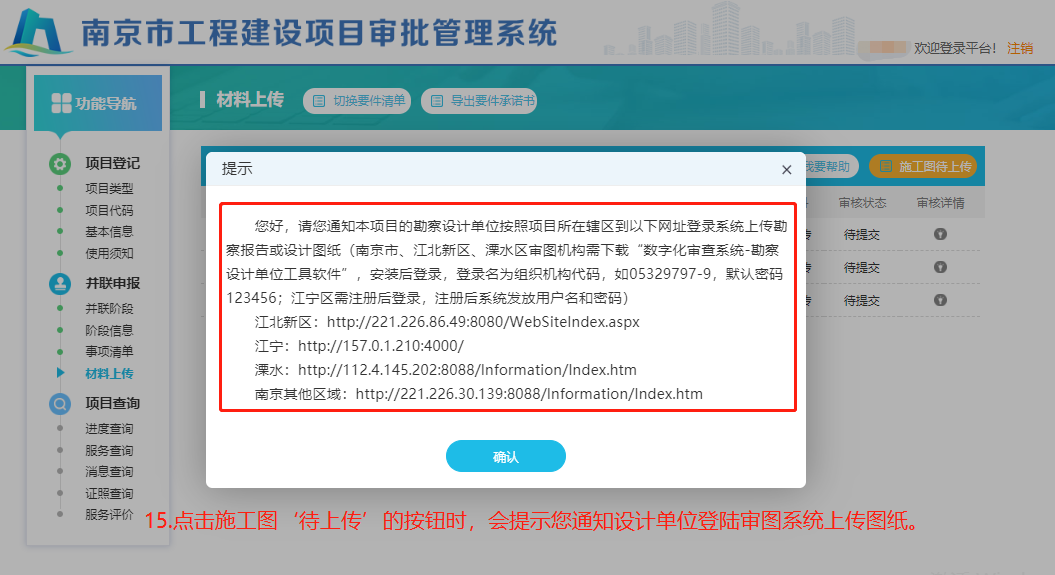 南京市工程建设项目审批管理系统
欢迎登录平台! 注销
功能导航
材料上传
切换要件清单
导出要件承诺书
项目登记
项目类型
项目代码
基本信息
使用须知
并联申报
并联阶段
阶段信息
事项清单
材料上传
项目查询
进度查询
服务查询
消息查询
证照查询
服务评价
我要帮助
施工图待上传
审核状态 审核详情
待提交
待提交
待提交
提示
您好，请您通知本项目的勘察设计单位按照项目所在辖区到以下网址登录系统上传勘
察报告或设计图纸（南京市、江北新区、溧水区审图机构需下载“数字化审查系统-勘察
设计单位工具软件”，安装后登录，登录名为组织机构代码，如05329797-9，默认密码
123456；江宁区需注册后登录，注册后系统发放用户名和密码）
江北新区：http://221.226.86.49:8080/WebSiteIndex.aspx
江宁：http://157.0.1.210:4000/
溧水：http://112.4.145.202:8088/Information/Index.htm
南京其他区域：http://221.226.30.139:8088/Information/Index.htm
确认
15.点击施工图‘待上传’的按钮时，会提示您通知设计单位登陆审图系统上传图纸。